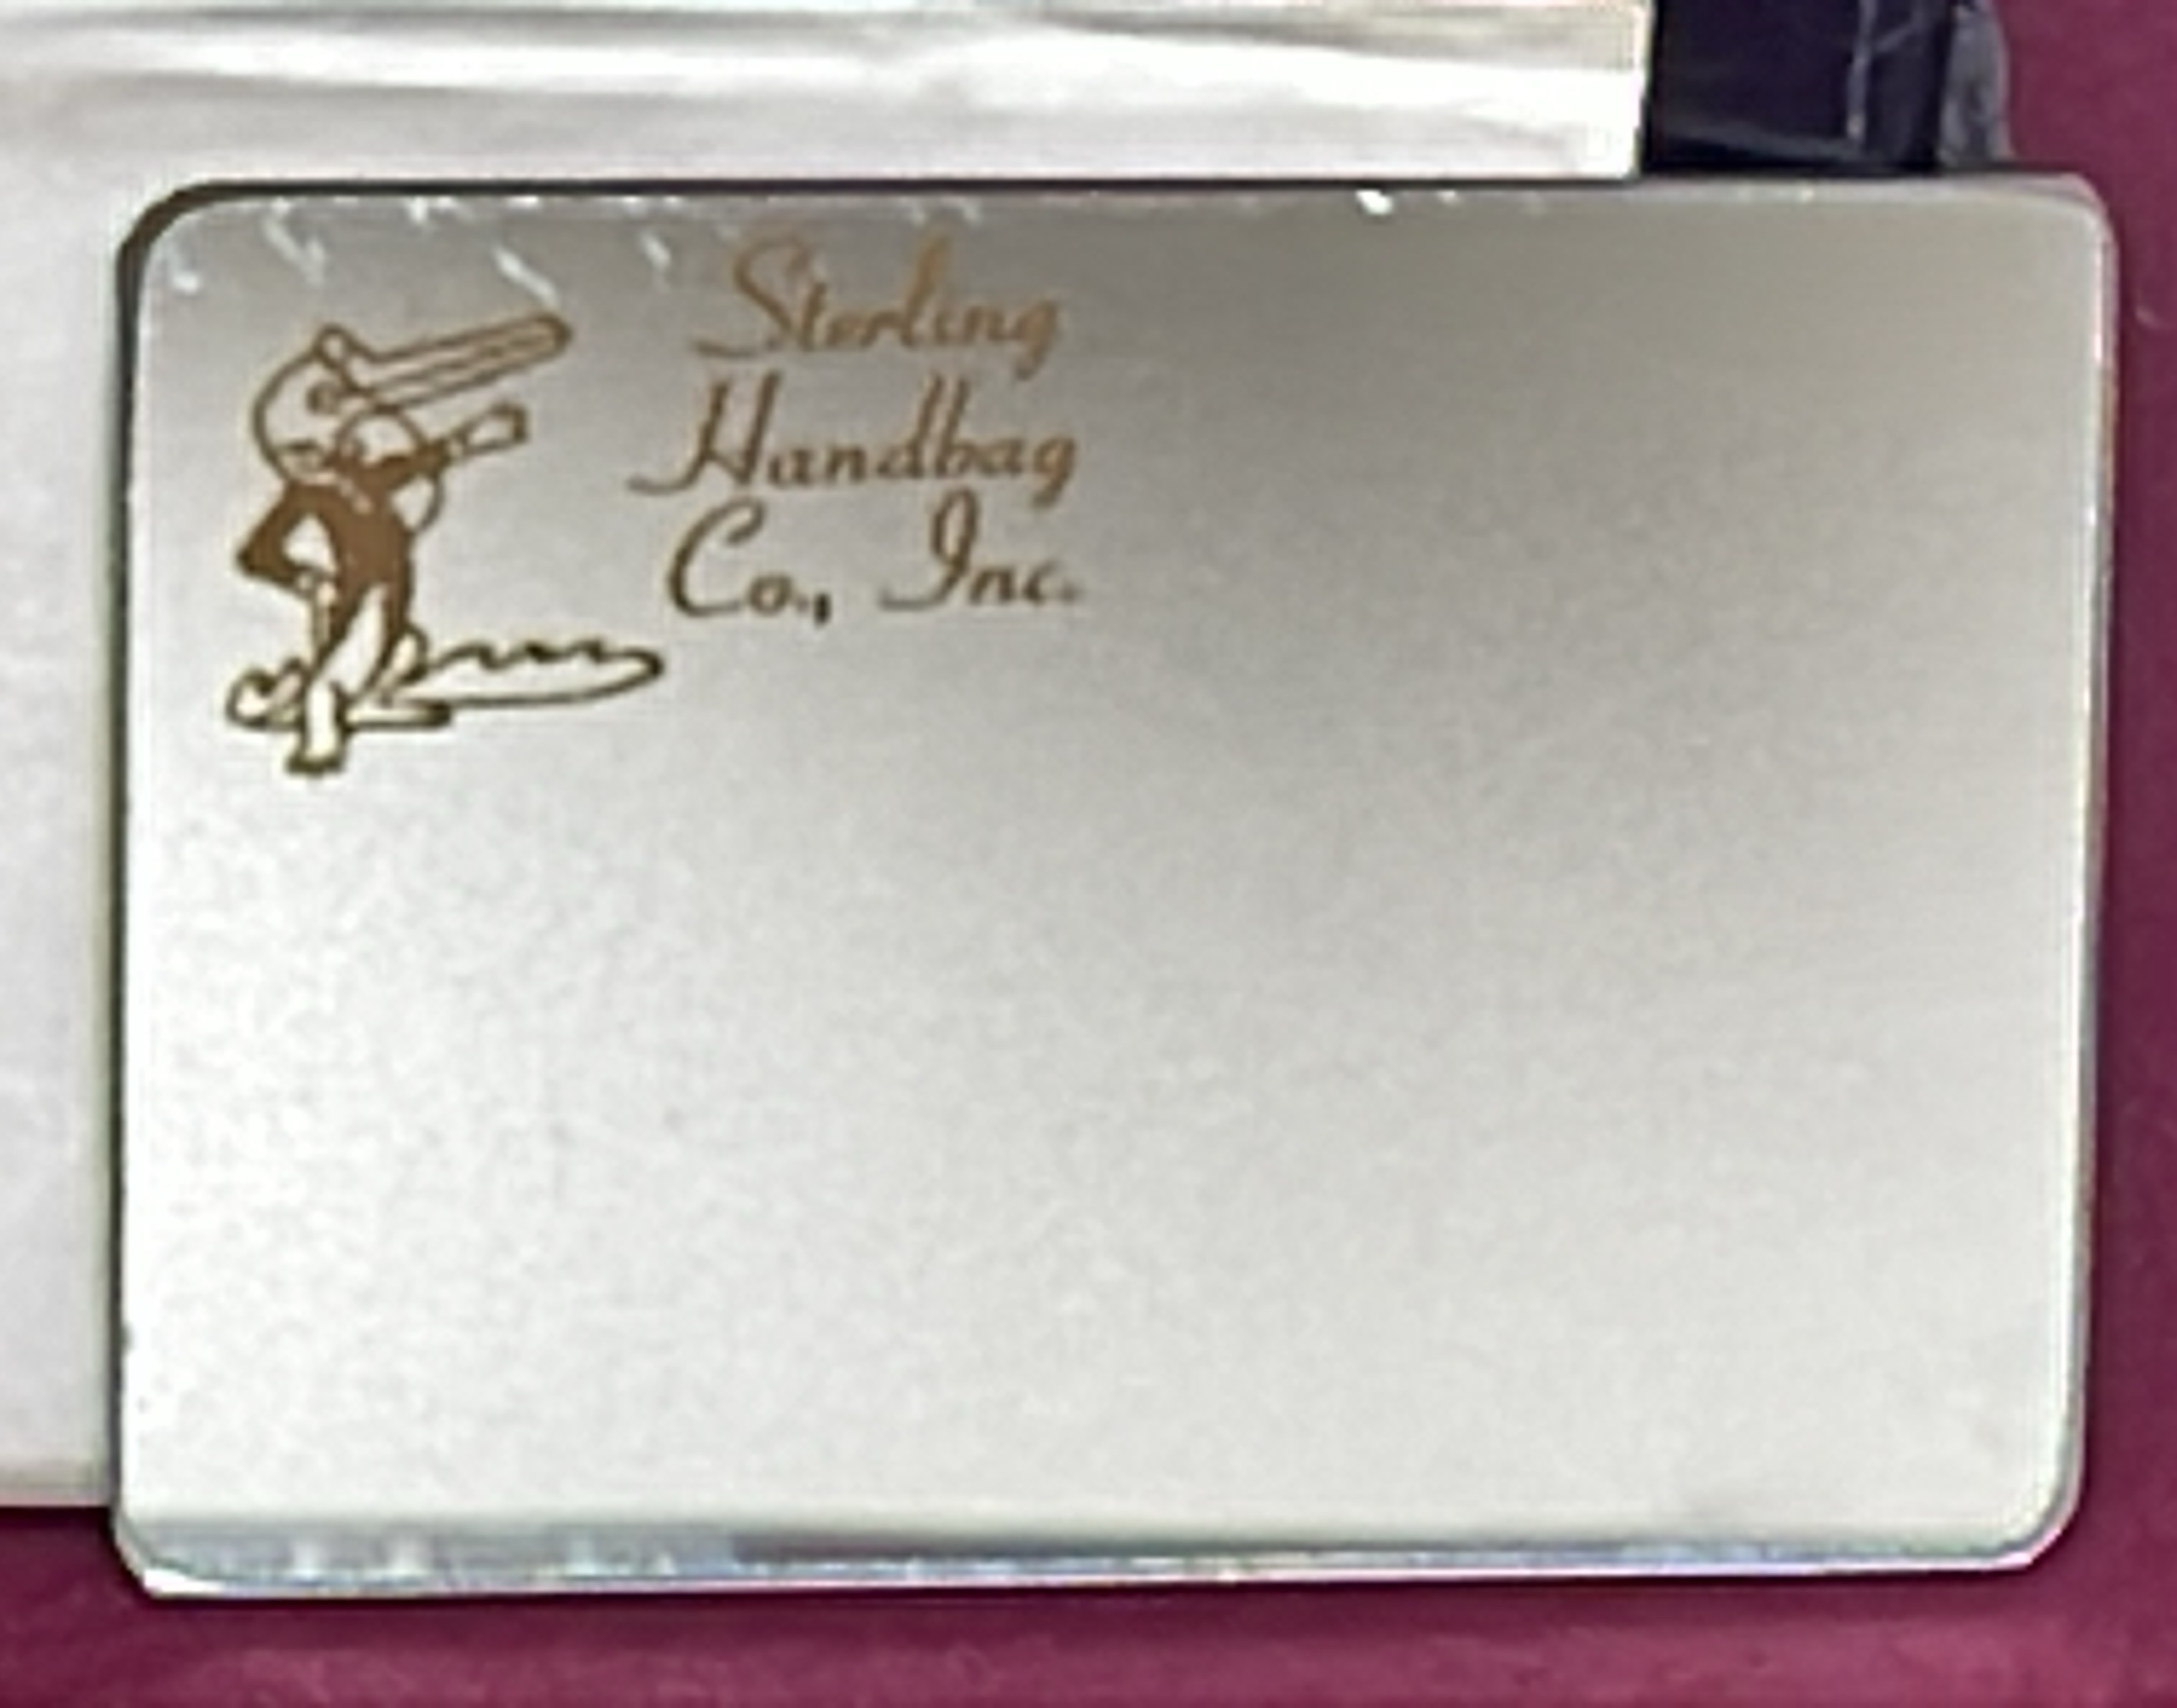 Sterling
Handbag
Co., Inc.